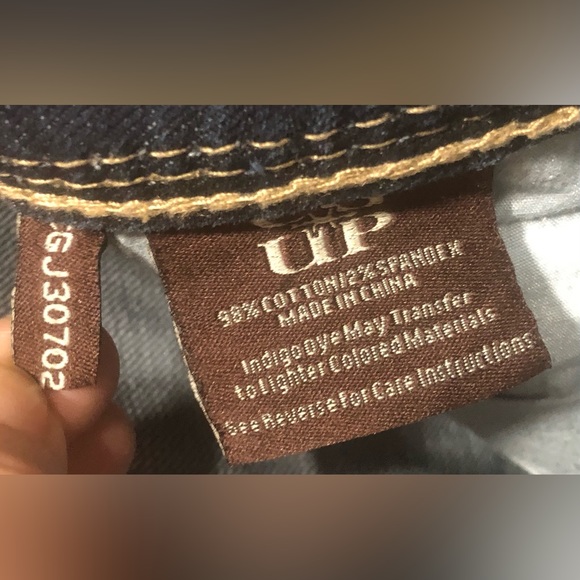 GJ30702
UP
98% COTTON/2% SPANDEX
MADE IN CHINA
Indigo Dye May Transfer
to Lighter Colored Materials
See Reverse For Care Instructions